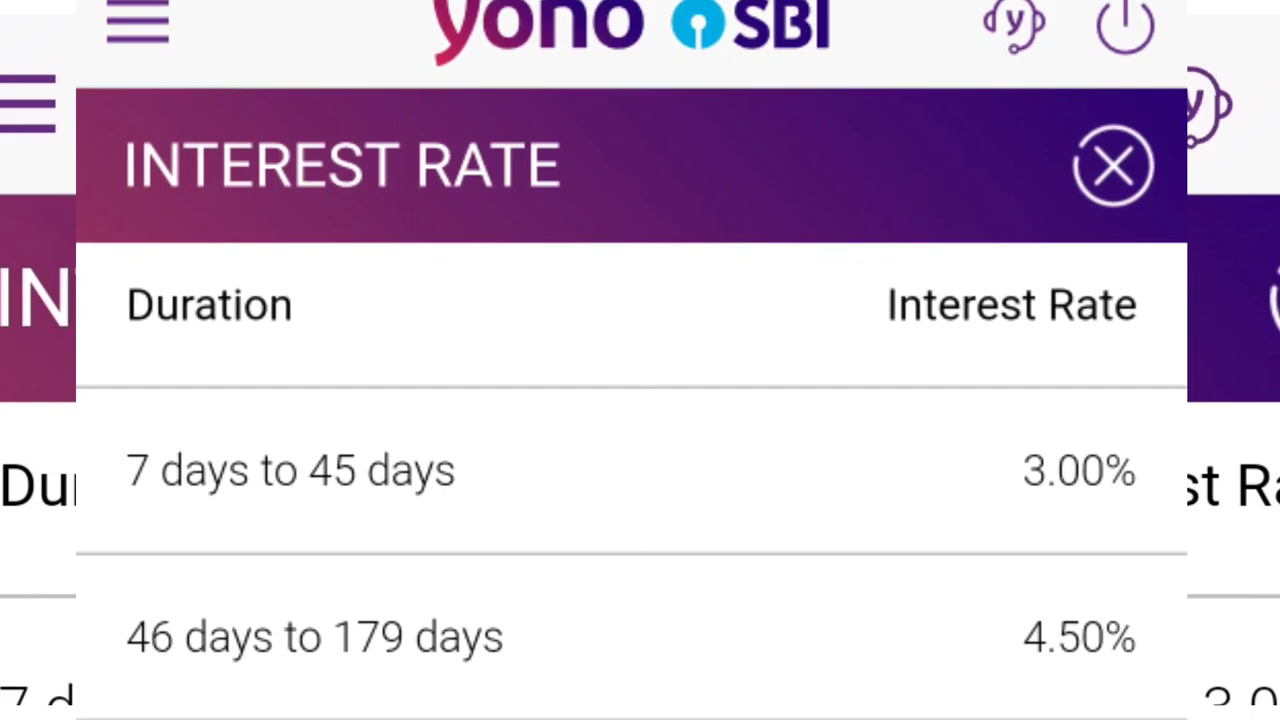 yono SBI
INTEREST RATE
Duration Interest Rate
7 days to 45 days 3.00%
46 days to 179 days 4.50%